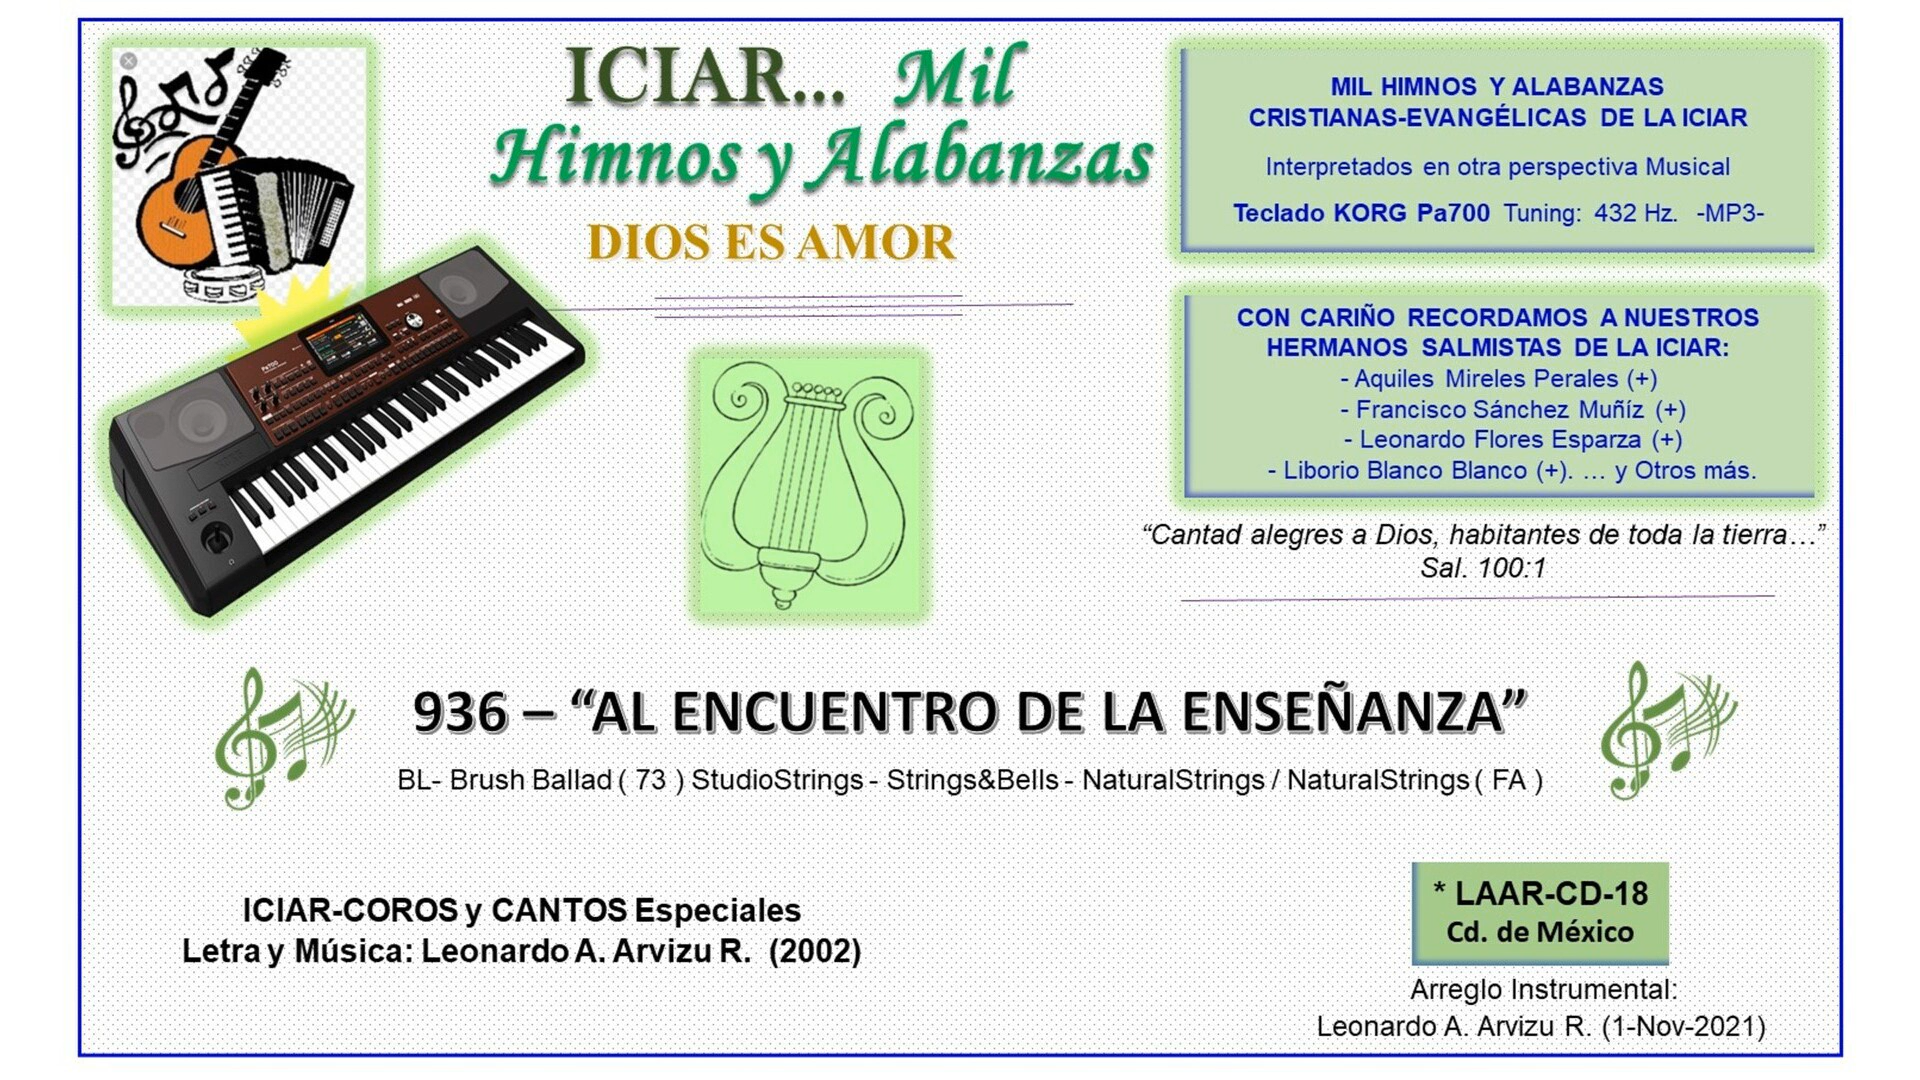 ICIAR... Mil
Himnos y Alabanzas
DIOS ES AMOR
ICIAR
Pa700
MIL HIMNOS Y ALABANZAS
CRISTIANAS-EVANGÉLICAS DE LA ICIAR
Interpretados en otra perspectiva Musical
Teclado KORG Pa700 Tuning: 432 Hz. -MP3-
CON CARIÑO RECORDAMOS A NUESTROS
HERMANOS SALMISTAS DE LA ICIAR:
- Aquiles Mireles Perales (+)
- Francisco Sánchez Muñíz (+)
- Leonardo Flores Esparza (+)
- Liborio Blanco Blanco (+). ... y Otros más.
“Cantad alegres a Dios, habitantes de toda la tierra…”
Sal. 100:1
936 – “AL ENCUENTRO DE LA ENSEÑANZA”
BL- Brush Ballad ( 73 ) StudioStrings - Strings&Bells - NaturalStrings / NaturalStrings ( FA )
ICIAR-COROS y CANTOS Especiales
Letra y Música: Leonardo A. Arvizu R. (2002)
* LAAR-CD-18
Cd. de México
Arreglo Instrumental:
Leonardo A. Arvizu R. (1-Nov-2021)